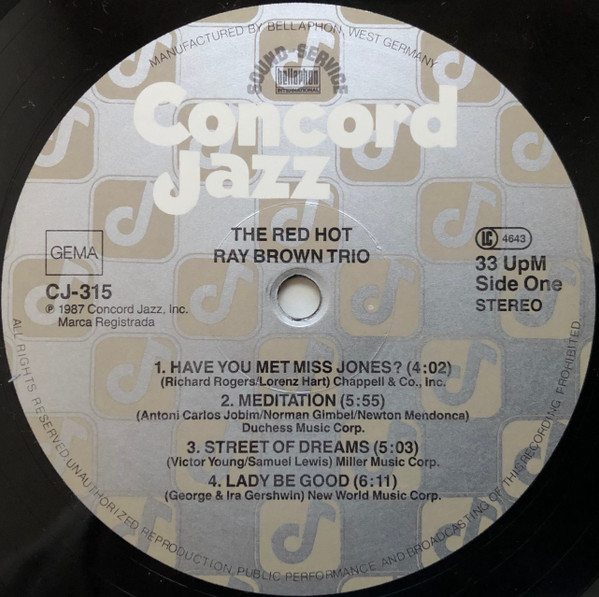 MANUFACTURED BY BELLAPHON, WEST GERMANY
SOUND-SERVICE
bellaphon
INTERNATIONAL
Concord
Jazz
THE RED HOT
RAY BROWN TRIO
GEMA
LC 4643
CJ-315
℗ 1987 Concord Jazz, Inc.
Marca Registrada
33 UpM
Side One
STEREO
1. HAVE YOU MET MISS JONES? (4:02)
(Richard Rogers/Lorenz Hart) Chappell & Co., Inc.
2. MEDITATION (5:55)
(Antoni Carlos Jobim/Norman Gimbel/Newton Mendonca)
Duchess Music Corp.
3. STREET OF DREAMS (5:03)
(Victor Young/Samuel Lewis) Miller Music Corp.
4. LADY BE GOOD (6:11)
(George & Ira Gershwin) New World Music Corp.
ALL RIGHTS RESERVED. UNAUTHORIZED REPRODUCTION, PUBLIC PERFORMANCE AND BROADCASTING OF THIS RECORDING PROHIBITED.